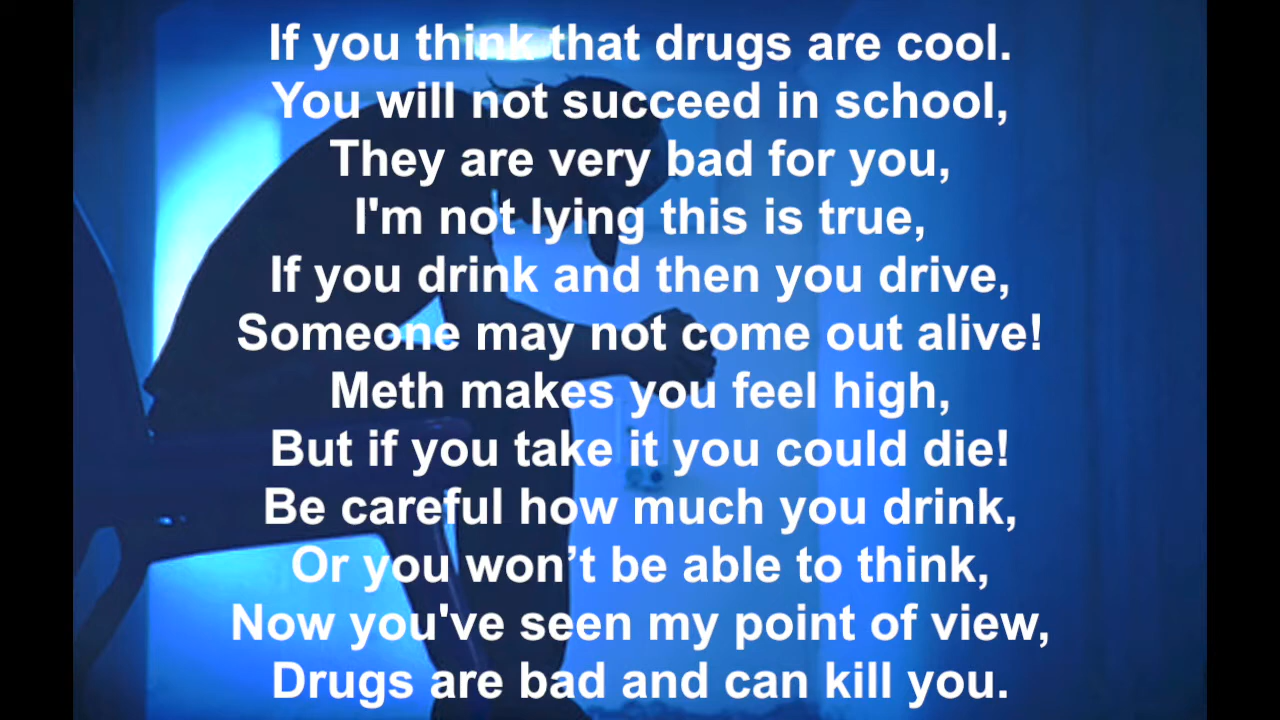 If you think that drugs are cool.
You will not succeed in school,
They are very bad for you,
I'm not lying this is true,
If you drink and then you drive,
Someone may not come out alive!
Meth makes you feel high,
But if you take it you could die!
Be careful how much you drink,
Or you won’t be able to think,
Now you've seen my point of view,
Drugs are bad and can kill you.